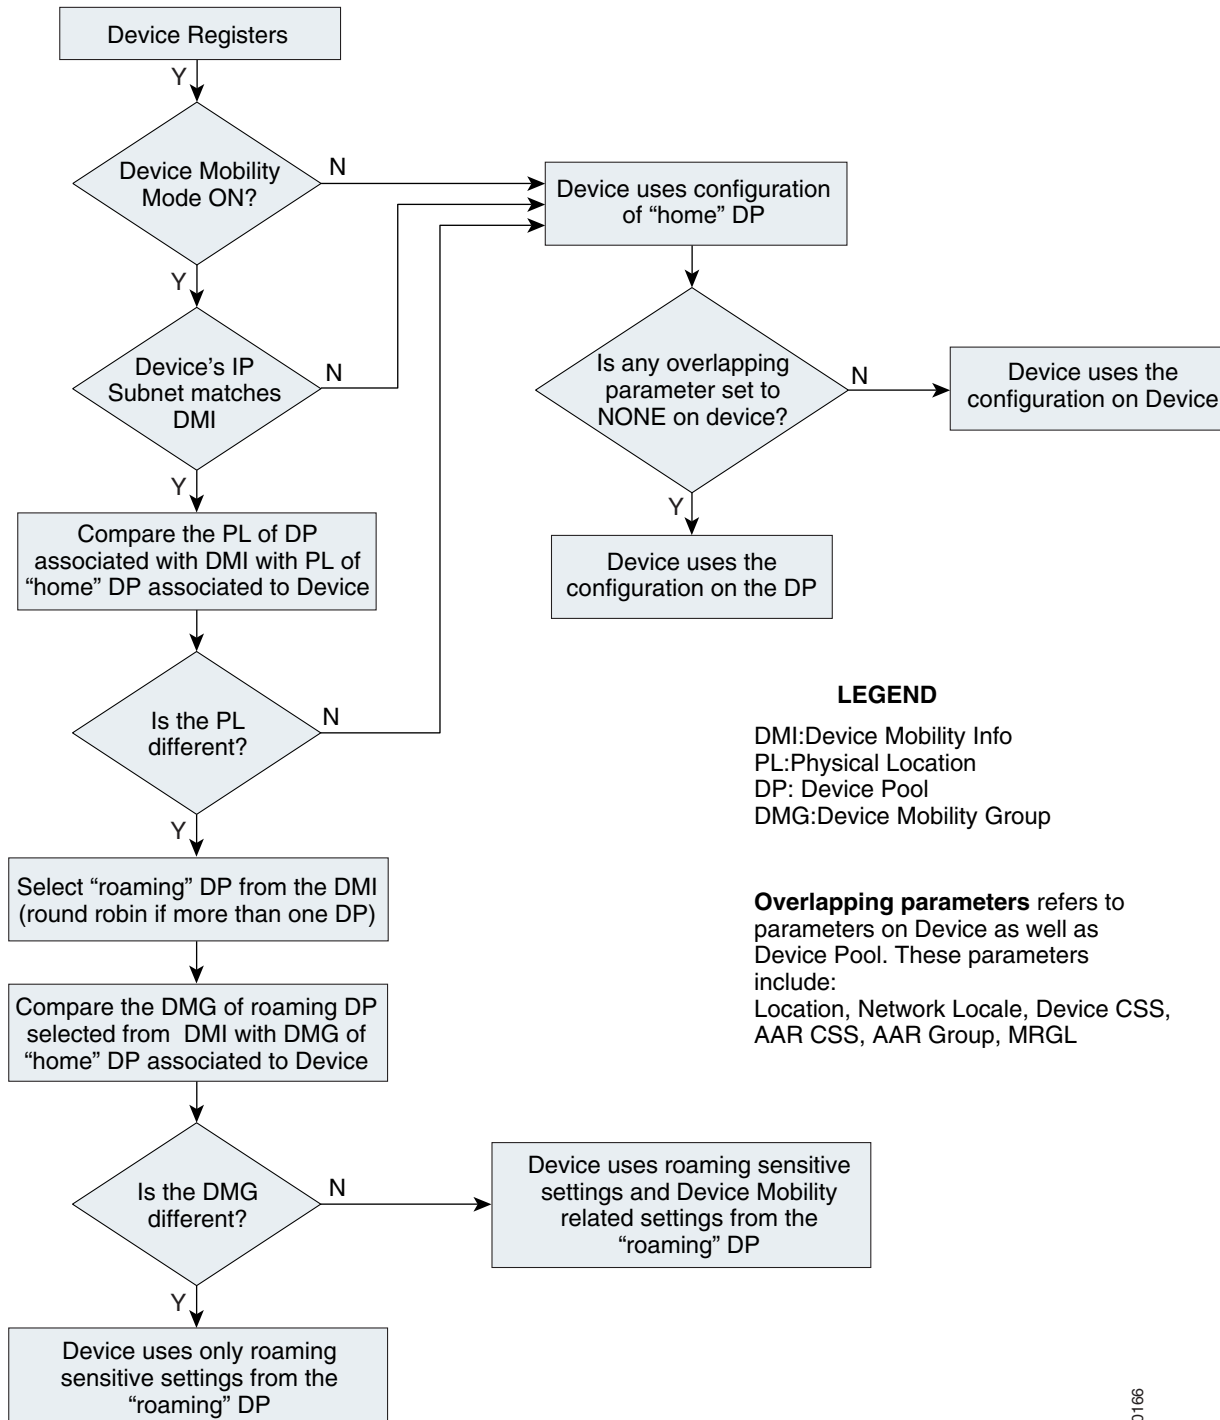 Device Registers
Y
Device Mobility
Mode ON?
N
Device uses configuration
of “home” DP
Y
Device’s IP
Subnet matches
DMI
N
Is any overlapping
parameter set to
NONE on device?
N
Device uses the
configuration on Device
Y
Y
Compare the PL of DP
associated with DMI with PL of
“home” DP associated to Device
Device uses the
configuration on the DP
Is the PL
different?
N
Y
LEGEND
DMI:Device Mobility Info
PL:Physical Location
DP: Device Pool
DMG:Device Mobility Group
Select “roaming” DP from the DMI
(round robin if more than one DP)
Overlapping parameters refers to
parameters on Device as well as
Device Pool. These parameters
include:
Location, Network Locale, Device CSS,
AAR CSS, AAR Group, MRGL
Compare the DMG of roaming DP
selected from DMI with DMG of
“home” DP associated to Device
Is the DMG
different?
N
Device uses roaming sensitive
settings and Device Mobility
related settings from the
“roaming” DP
Y
Device uses only roaming
sensitive settings from the
“roaming” DP